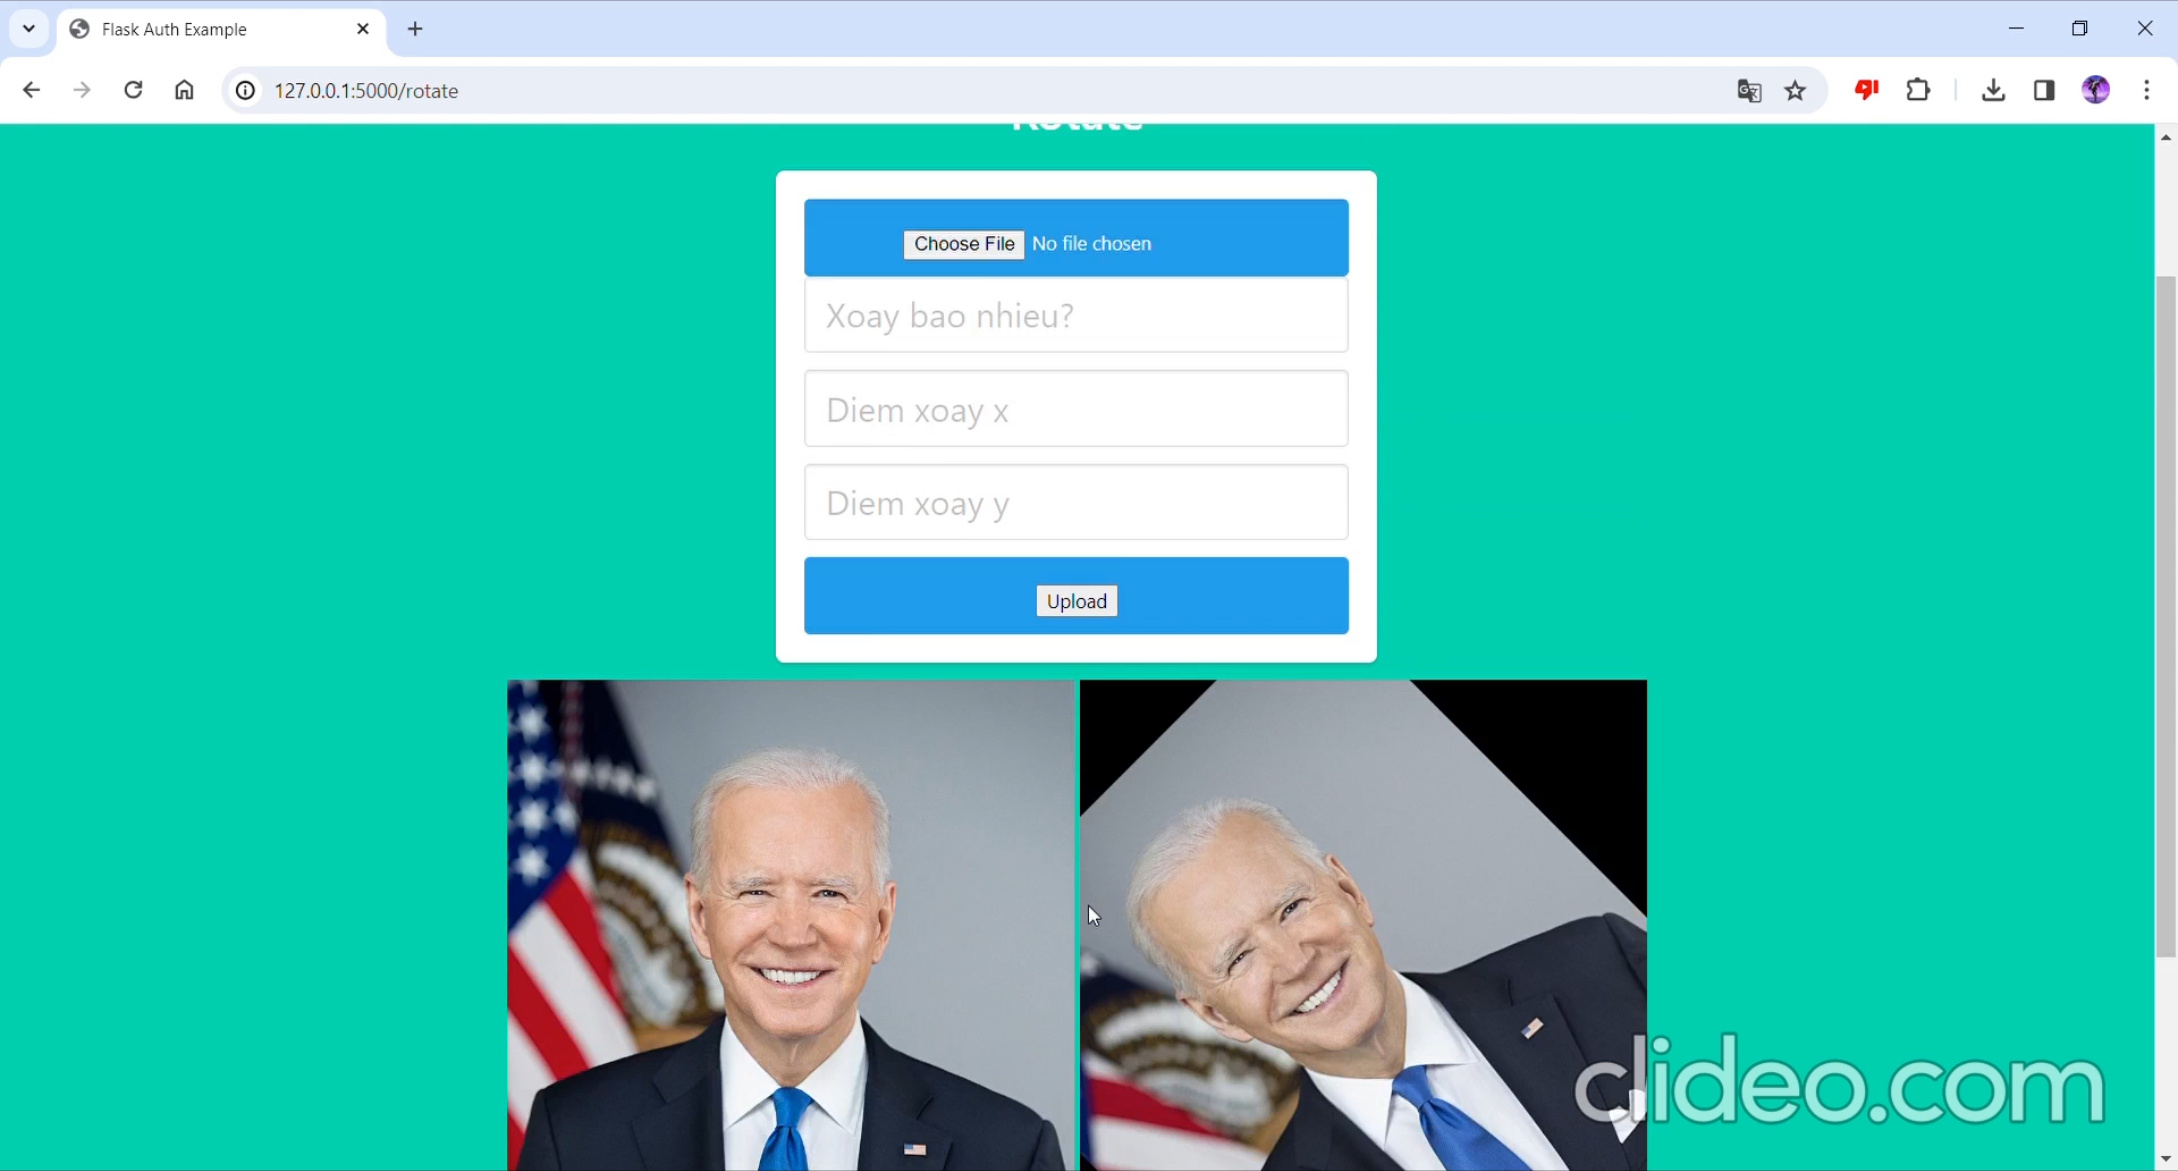 Flask Auth Example
127.0.0.1:5000/rotate
Rotate
Choose File No file chosen
Xoay bao nhieu?
Diem xoay x
Diem xoay y
Upload
clideo.com